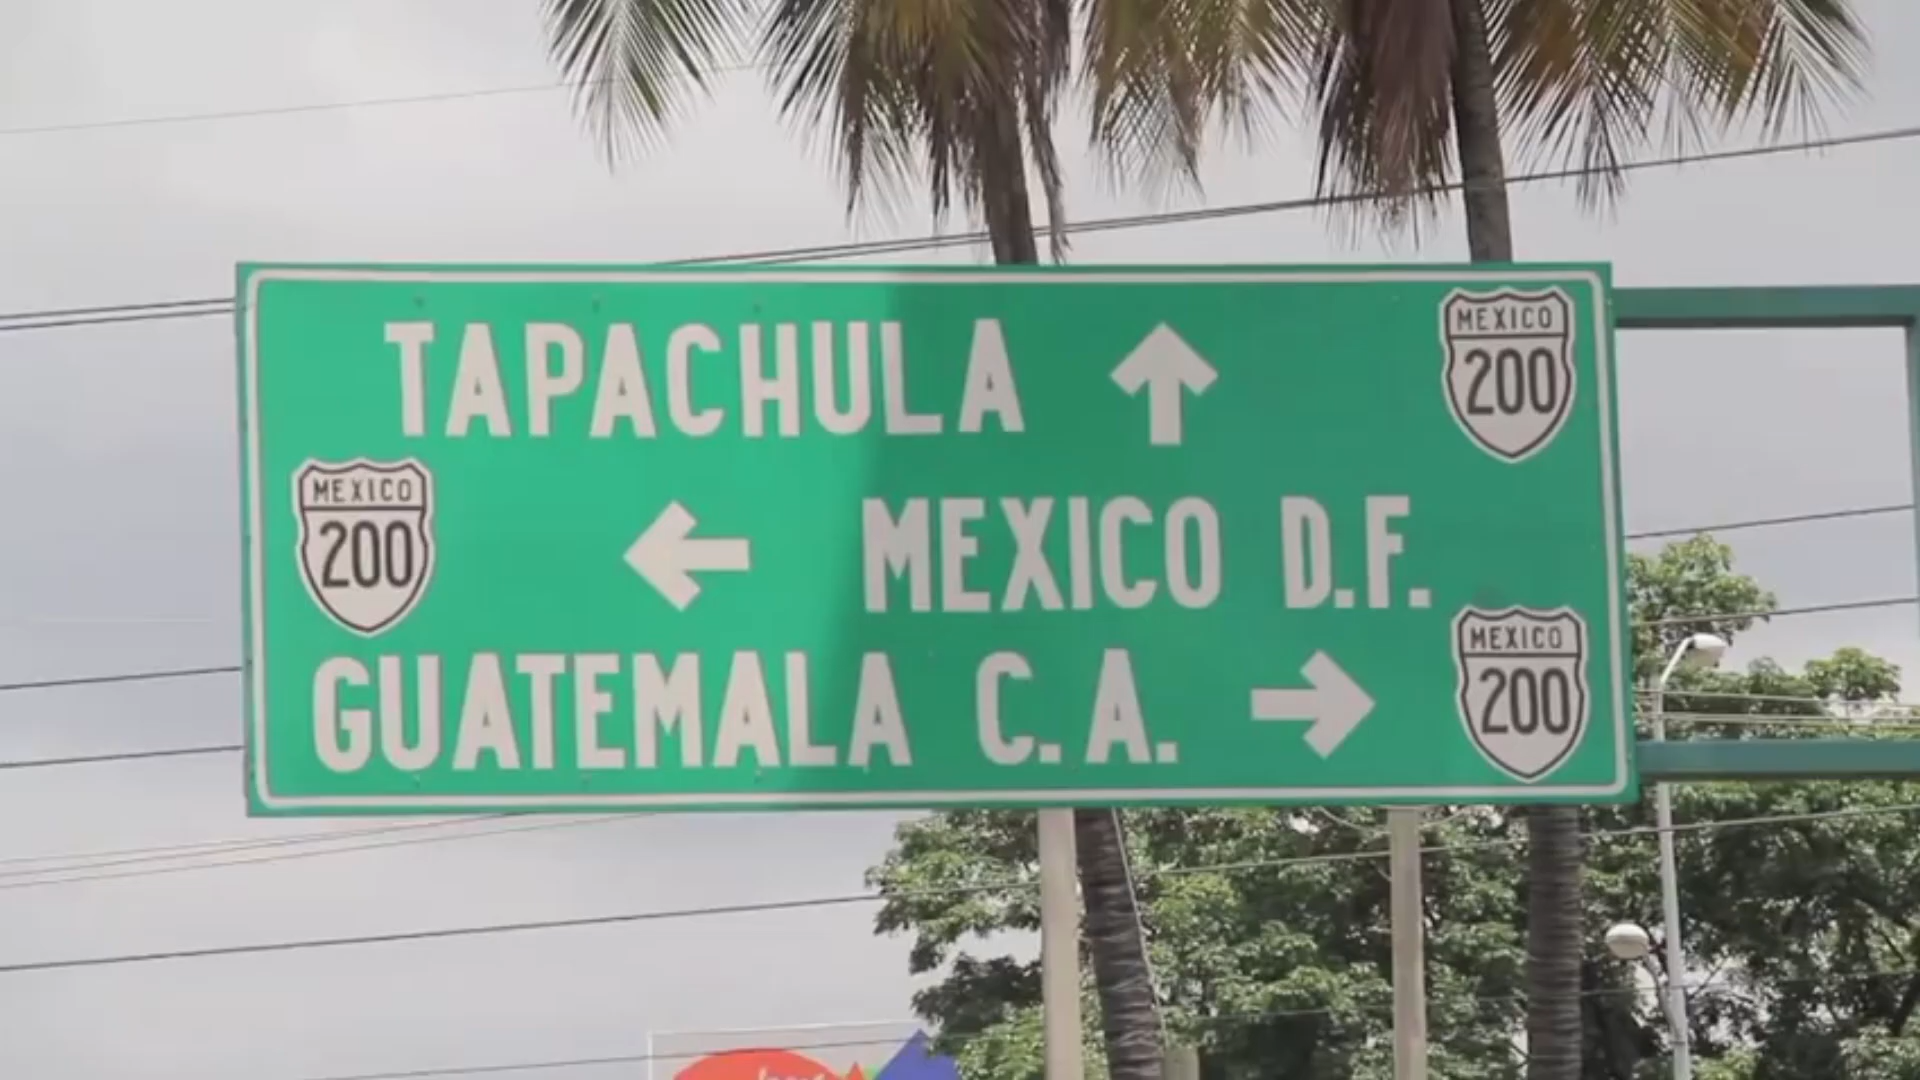 TAPACHULA
MEXICO
200
MEXICO
200
MEXICO D.F.
GUATEMALA C.A.
MEXICO
200